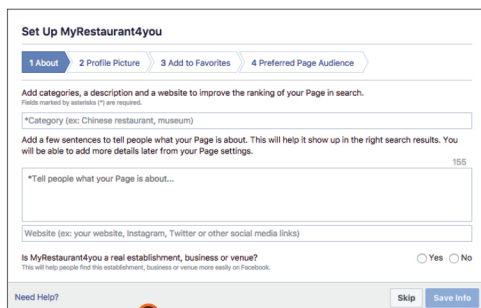 Set Up MyRestaurant4you
1 About 2 Profile Picture 3 Add to Favorites 4 Preferred Page Audience
Add categories, a description and a website to improve the ranking of your Page in search.
Fields marked by asterisks (*) are required.
*Category (ex: Chinese restaurant, museum)
Add a few sentences to tell people what your Page is about. This will help it show up in the right search results. You
will be able to add more details later from your Page settings.
155
*Tell people what your Page is about...
Website (ex: your website, Instagram, Twitter or other social media links)
Is MyRestaurant4you a real establishment, business or venue? Yes No
This will help people find this establishment, business or venue more easily on Facebook.
Need Help? Skip Save Info